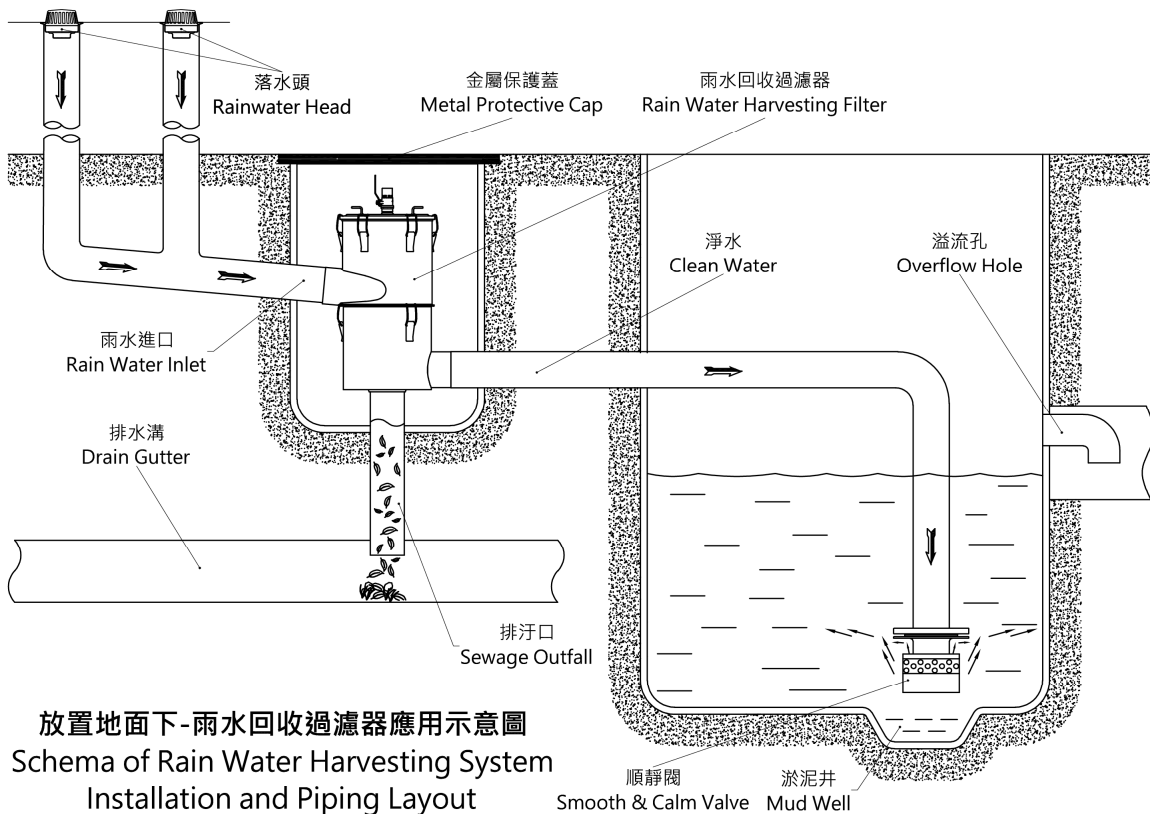 落水頭
Rainwater Head
金屬保護蓋
Metal Protective Cap
雨水回收過濾器
Rain Water Harvesting Filter
淨水
Clean Water
溢流孔
Overflow Hole
雨水進口
Rain Water Inlet
排水溝
Drain Gutter
排汙口
Sewage Outfall
放置地面下-雨水回收過濾器應用示意圖
Schema of Rain Water Harvesting System
Installation and Piping Layout
順靜閥
Smooth & Calm Valve
淤泥井
Mud Well